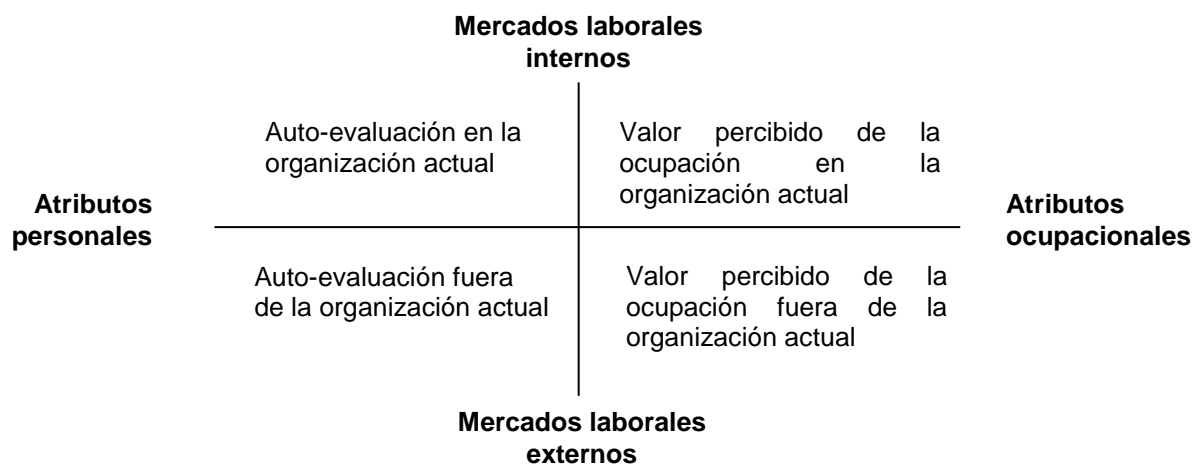 Mercados laborales
internos
Auto-evaluación en la
organización actual
Valor percibido de la
ocupación en la
organización actual
Atributos
personales
Atributos
ocupacionales
Auto-evaluación fuera
de la organización actual
Valor percibido de la
ocupación fuera de la
organización actual
Mercados laborales
externos